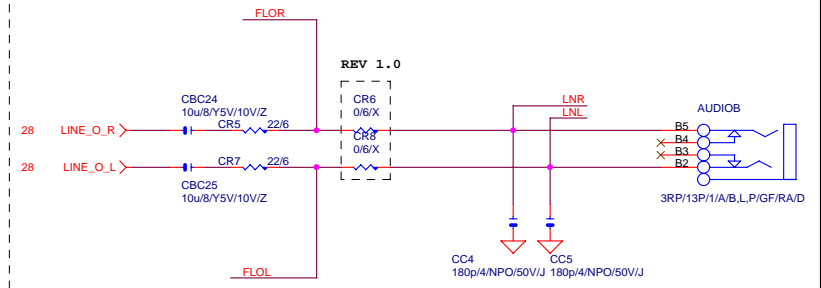 FLOR
REV 1.0
CBC24
10u/8/Y5V/10V/Z
CR6
0/6/X
LNR
LNL
AUDIOB
28 LINE_O_R
CR5 22/6
B5
CR8
0/6/X
B4
B3
28 LINE_O_L
CR7 22/6
B2
CBC25
10u/8/Y5V/10V/Z
3RP/13P/1/A/B,L,P/GF/RA/D
CC4
180p/4/NPO/50V/J
CC5
180p/4/NPO/50V/J
FLOL